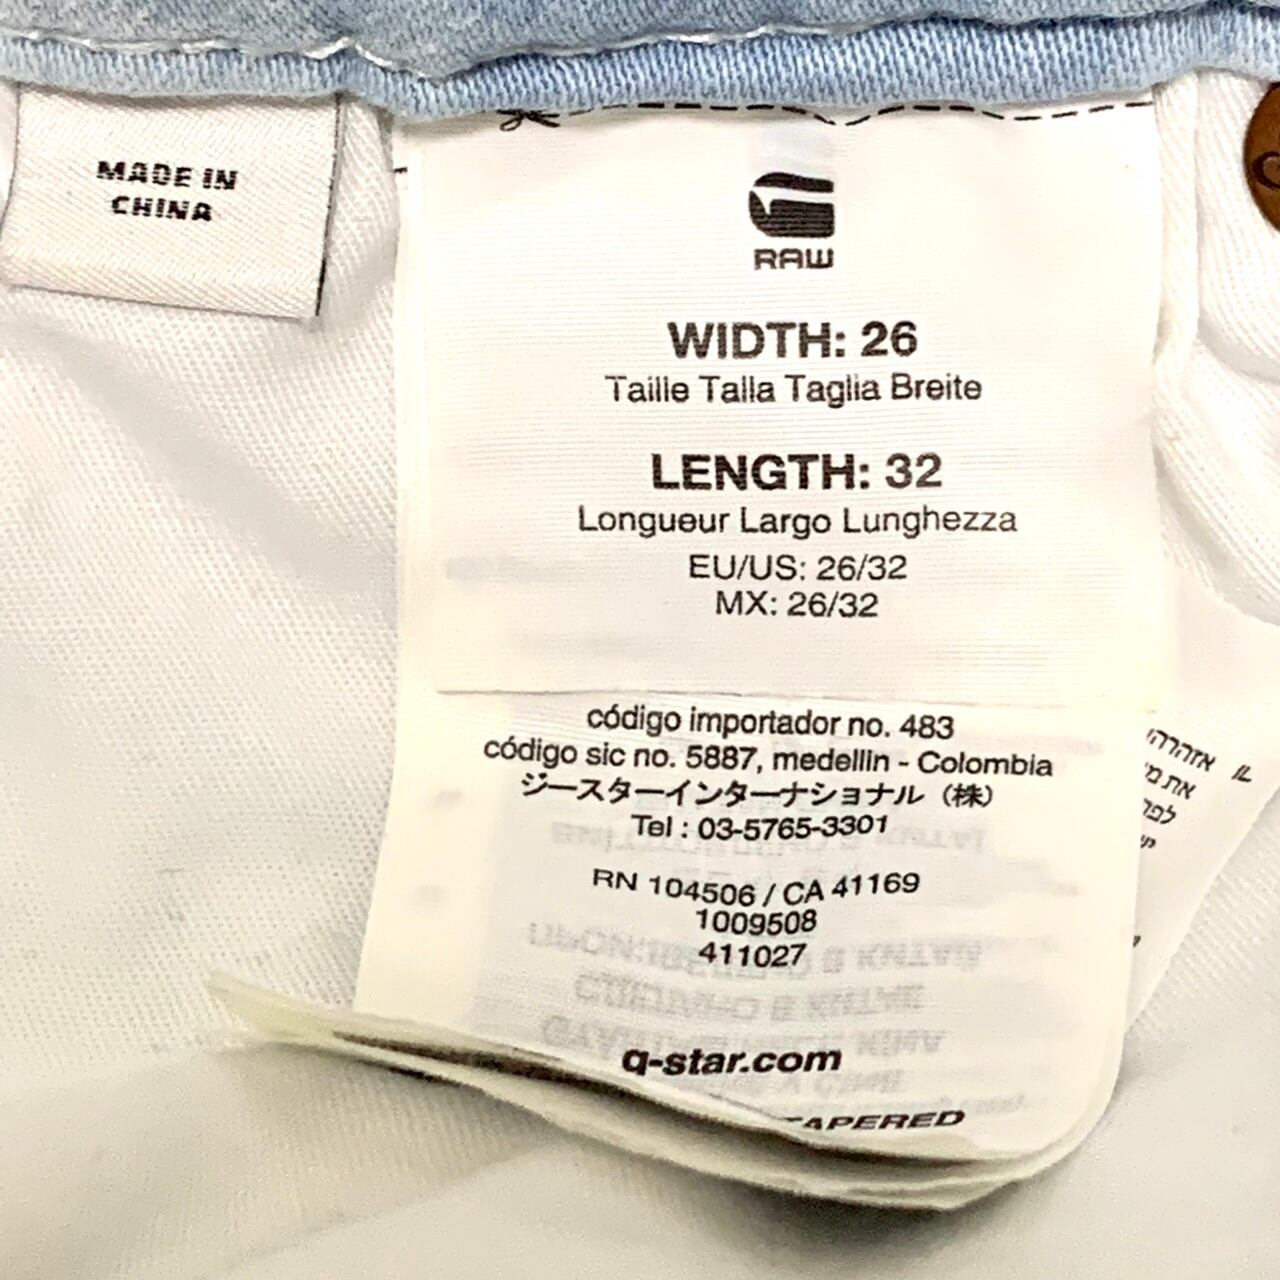 MADE IN
CHINA
RAW
WIDTH: 26
Taille Talla Taglia Breite
LENGTH: 32
Longueur Largo Lunghezza
EU/US: 26/32
MX: 26/32
código importador no. 483
código sic no. 5887, medellin - Colombia
ジースターインターナショナル（株）
Tel : 03-5765-3301
RN 104506 / CA 41169
1009508
411027
g-star.com
TAPERED
IL אזהרה